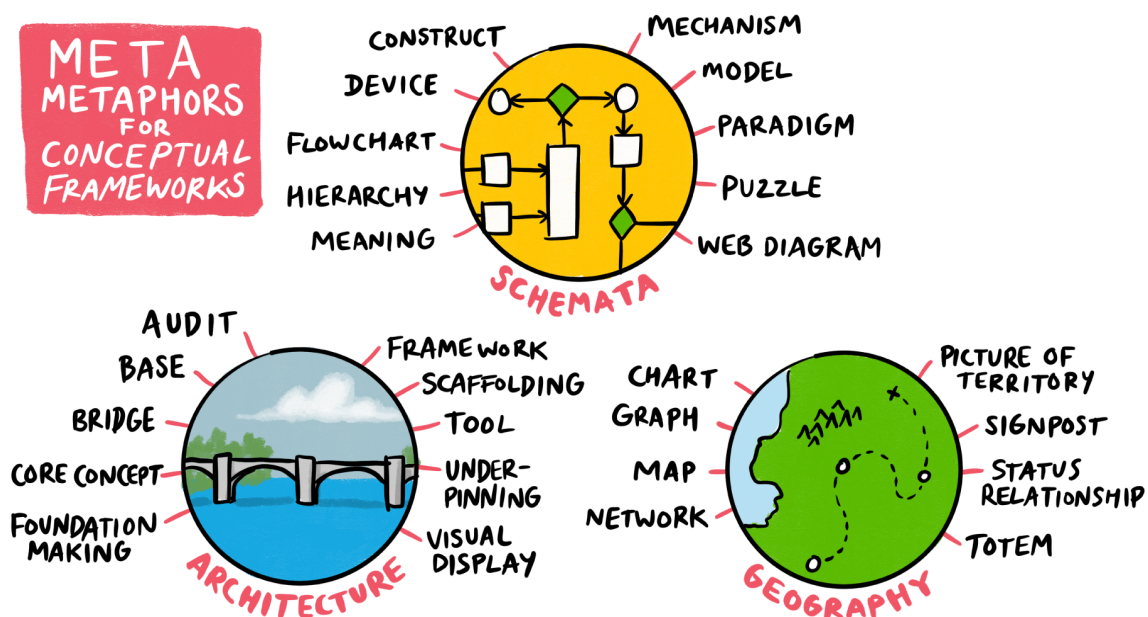 META
METAPHORS
FOR
CONCEPTUAL
FRAMEWORKS
CONSTRUCT
DEVICE
FLOWCHART
HIERARCHY
MEANING
MECHANISM
MODEL
PARADIGM
PUZZLE
WEB DIAGRAM
SCHEMATA
AUDIT
BASE
BRIDGE
CORE CONCEPT
FOUNDATION
MAKING
FRAMEWORK
SCAFFOLDING
TOOL
UNDER-
PINNING
VISUAL
DISPLAY
ARCHITECTURE
CHART
GRAPH
MAP
NETWORK
PICTURE OF
TERRITORY
SIGNPOST
STATUS
RELATIONSHIP
TOTEM
GEOGRAPHY